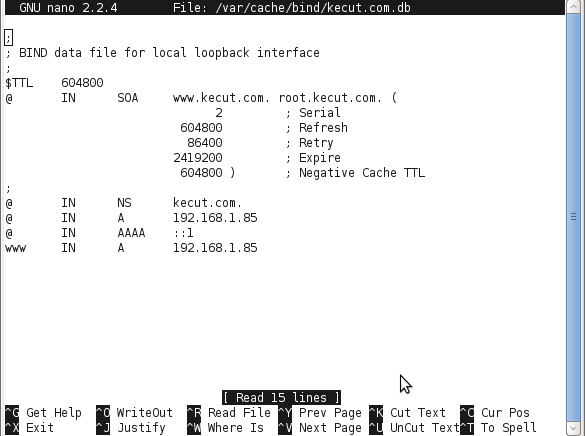 GNU nano 2.2.4 File: /var/cache/bind/kecut.com.db
;
; BIND data file for local loopback interface
;
$TTL 604800
@ IN SOA www.kecut.com. root.kecut.com. (
2 ; Serial
604800 ; Refresh
86400 ; Retry
2419200 ; Expire
604800 ) ; Negative Cache TTL
;
@ IN NS kecut.com.
@ IN A 192.168.1.85
@ IN AAAA ::1
www IN A 192.168.1.85
[ Read 15 lines ]
^G Get Help ^O WriteOut ^R Read File ^Y Prev Page ^K Cut Text ^C Cur Pos
^X Exit ^J Justify ^W Where Is ^V Next Page ^U UnCut Text ^T To Spell